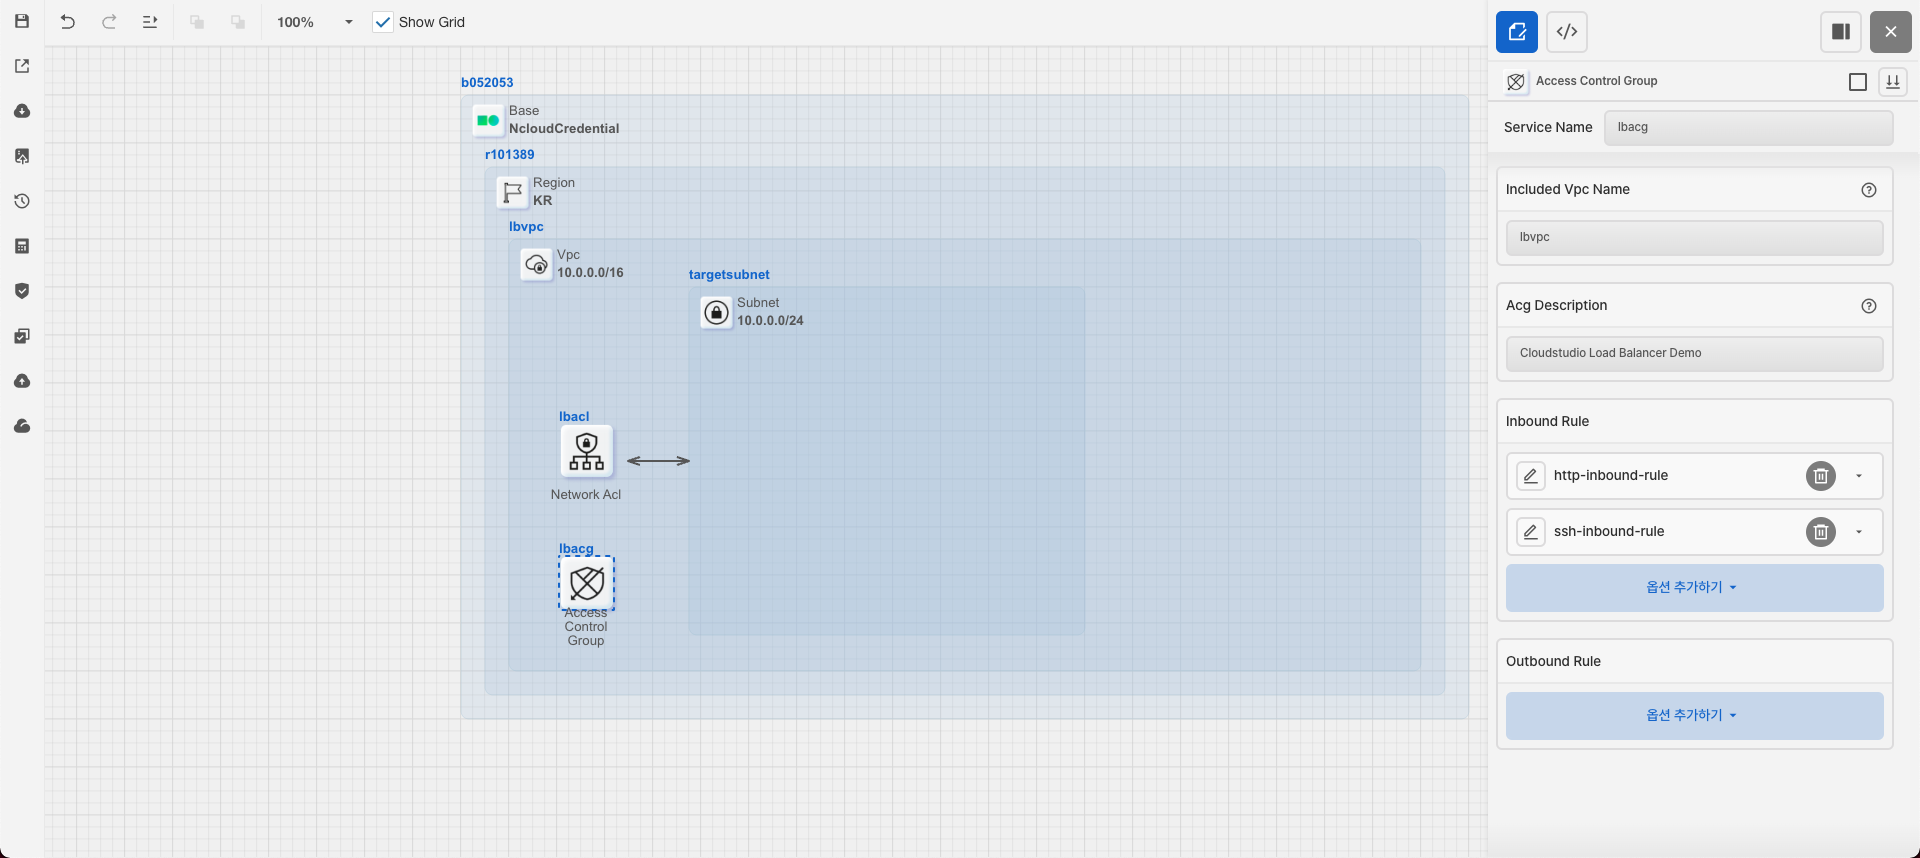 100%
Show Grid
b052053
Base
NcloudCredential
r101389
Region
KR
lbvpc
Vpc
10.0.0.0/16
targetsubnet
Subnet
10.0.0.0/24
lbacl
Network Acl
lbacg
Access
Control
Group
Access Control Group
Service Name
lbacg
Included Vpc Name
lbvpc
Acg Description
Cloudstudio Load Balancer Demo
Inbound Rule
http-inbound-rule
ssh-inbound-rule
옵션 추가하기
Outbound Rule
옵션 추가하기